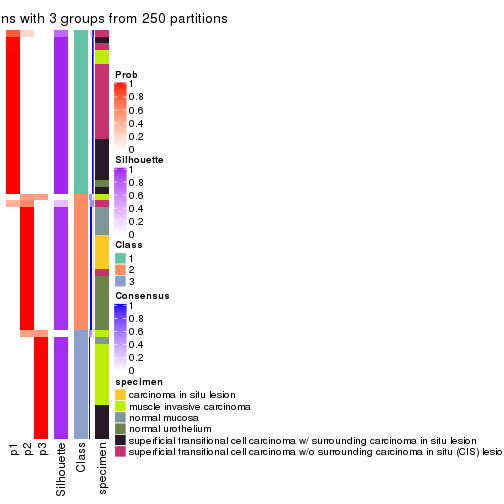 ns with 3 groups from 250 partitions
Prob
1
0.8
0.6
0.4
0.2
0
Silhouette
1
0.8
0.6
0.4
0.2
0
Class
1
2
3
Consensus
1
0.8
0.6
0.4
0.2
0
specimen
carcinoma in situ lesion
muscle invasive carcinoma
normal mucosa
normal urothelium
superficial transitional cell carcinoma w/ surrounding carcinoma in situ lesion
superficial transitional cell carcinoma w/o surrounding carcinoma in situ (CIS) lesio
p1
p2
p3
Silhouette
Class
specimen